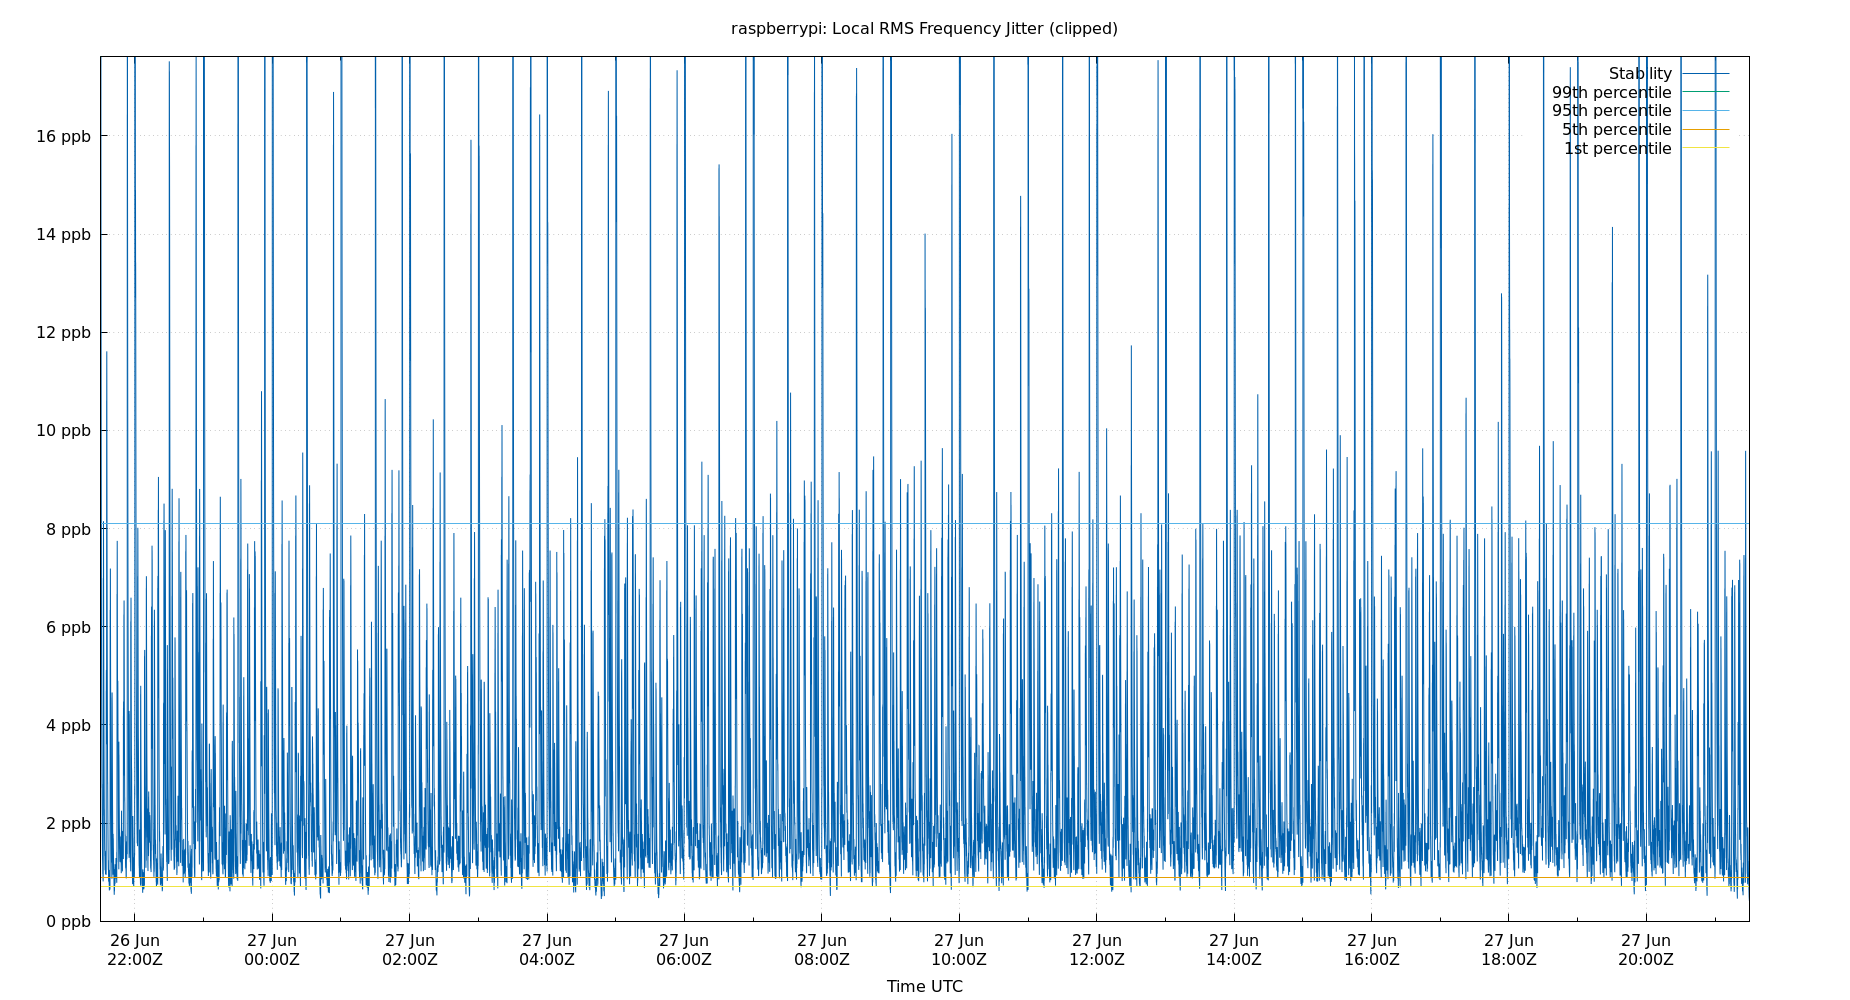 raspberrypi: Local RMS Frequency Jitter (clipped)
Stability
99th percentile
95th percentile
5th percentile
1st percentile
16 ppb
14 ppb
12 ppb
10 ppb
8 ppb
6 ppb
4 ppb
2 ppb
0 ppb
26 Jun 27 Jun 27 Jun 27 Jun 27 Jun 27 Jun 27 Jun 27 Jun 27 Jun 27 Jun 27 Jun 27 Jun
22:00Z 00:00Z 02:00Z 04:00Z 06:00Z 08:00Z 10:00Z 12:00Z 14:00Z 16:00Z 18:00Z 20:00Z
Time UTC